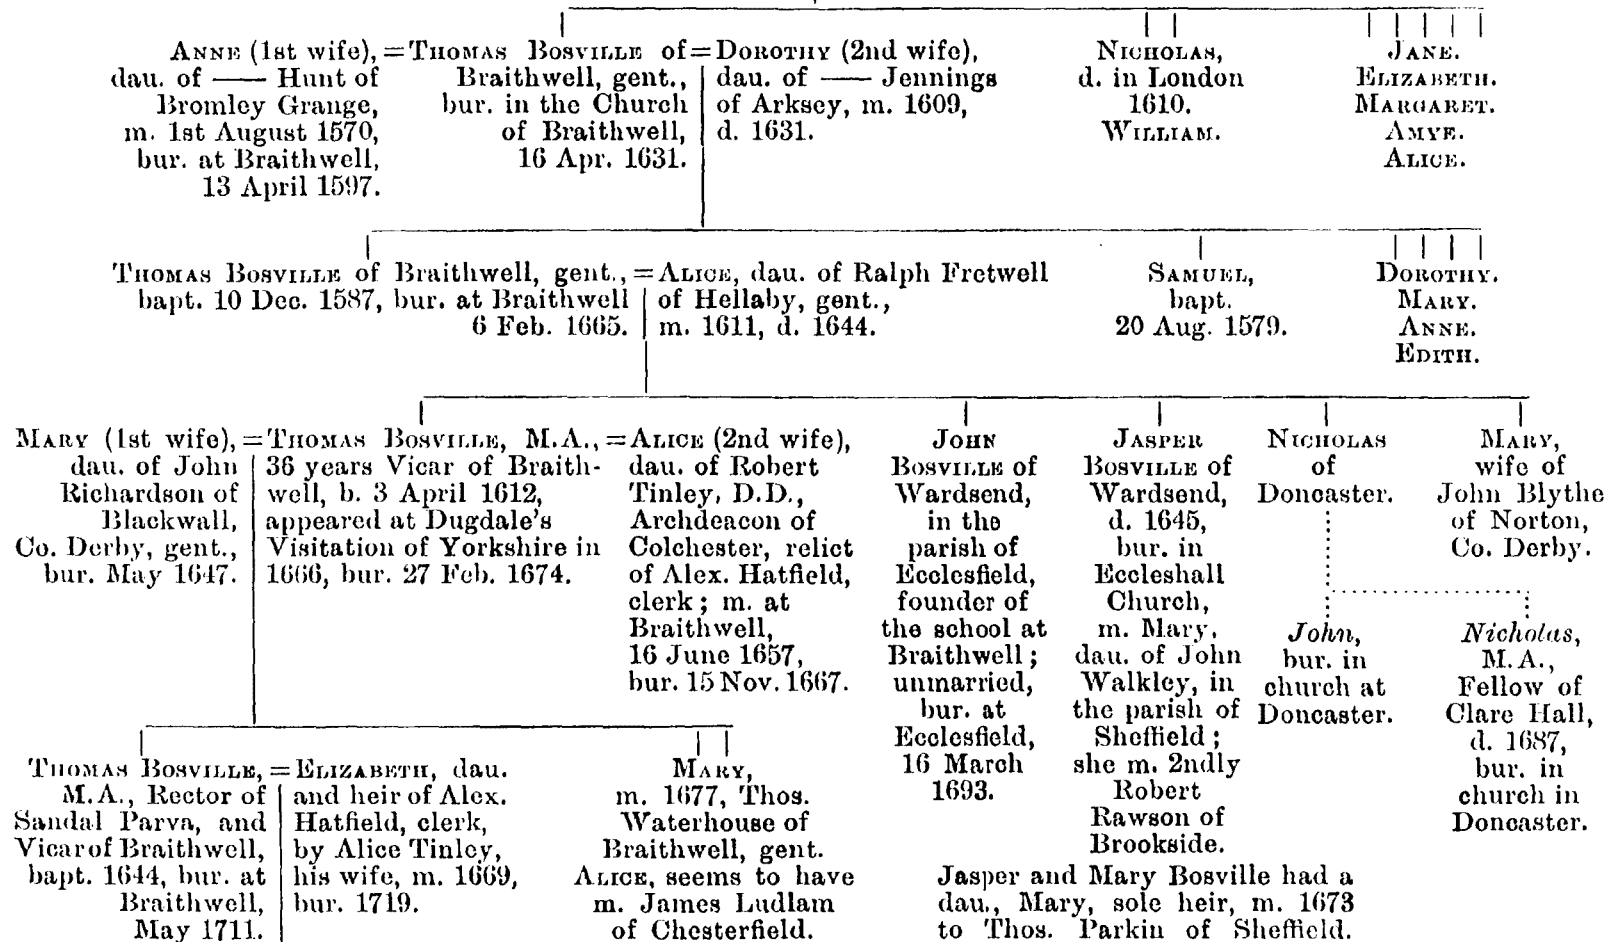 ANNE (1st wife),
dau. of —— Hunt of
Bromley Grange,
m. 1st August 1570,
bur. at Braithwell,
13 April 1597.
=THOMAS BOSVILLE of=
Braithwell, gent.,
bur. in the Church
of Braithwell,
16 Apr. 1631.
DOROTHY (2nd wife),
dau. of —— Jennings
of Arksey, m. 1609,
d. 1631.
NICHOLAS,
d. in London
1610.
WILLIAM.
JANE.
ELIZABETH.
MARGARET.
AMYE.
ALICE.
THOMAS BOSVILLE of Braithwell, gent.,=
bapt. 10 Dec. 1587, bur. at Braithwell
6 Feb. 1665.
ALICE, dau. of Ralph Fretwell
of Hellaby, gent.,
m. 1611, d. 1644.
SAMUEL,
bapt.
20 Aug. 1579.
DOROTHY.
MARY.
ANNE.
EDITH.
MARY (1st wife),
dau. of John
Richardson of
Blackwall,
Co. Derby, gent.,
bur. May 1647.
=THOMAS BOSVILLE, M.A.,=
36 years Vicar of Braith-
well, b. 3 April 1612,
appeared at Dugdale's
Visitation of Yorkshire in
1666, bur. 27 Feb. 1674.
ALICE (2nd wife),
dau. of Robert
Tinley, D.D.,
Archdeacon of
Colchester, relict
of Alex. Hatfield,
clerk; m. at
Braithwell,
16 June 1657,
bur. 15 Nov. 1667.
JOHN
BOSVILLE of
Wardsend,
in the
parish of
Ecclesfield,
founder of
the school at
Braithwell;
unmarried,
bur. at
Ecclesfield,
16 March
1693.
JASPER
BOSVILLE of
Wardsend,
d. 1645,
bur. in
Eccleshall
Church,
m. Mary,
dau. of John
Walkley, in
the parish of
Sheffield;
she m. 2ndly
Robert
Rawson of
Brookside.
NICHOLAS
of
Doncaster.
MARY,
wife of
John Blythe
of Norton,
Co. Derby.
John,
bur. in
church at
Doncaster.
Nicholas,
M.A.,
Fellow of
Clare Hall,
d. 1687,
bur. in
church in
Doncaster.
THOMAS BOSVILLE,=
M.A., Rector of
Sandal Parva, and
Vicar of Braithwell,
bapt. 1644, bur. at
Braithwell,
May 1711.
ELIZABETH, dau.
and heir of Alex.
Hatfield, clerk,
by Alice Tinley,
his wife, m. 1669,
bur. 1719.
MARY,
m. 1677, Thos.
Waterhouse of
Braithwell, gent.
ALICE, seems to have
m. James Ludlam
of Chesterfield.
Jasper and Mary Bosville had a
dau., Mary, sole heir, m. 1673
to Thos. Parkin of Sheffield.